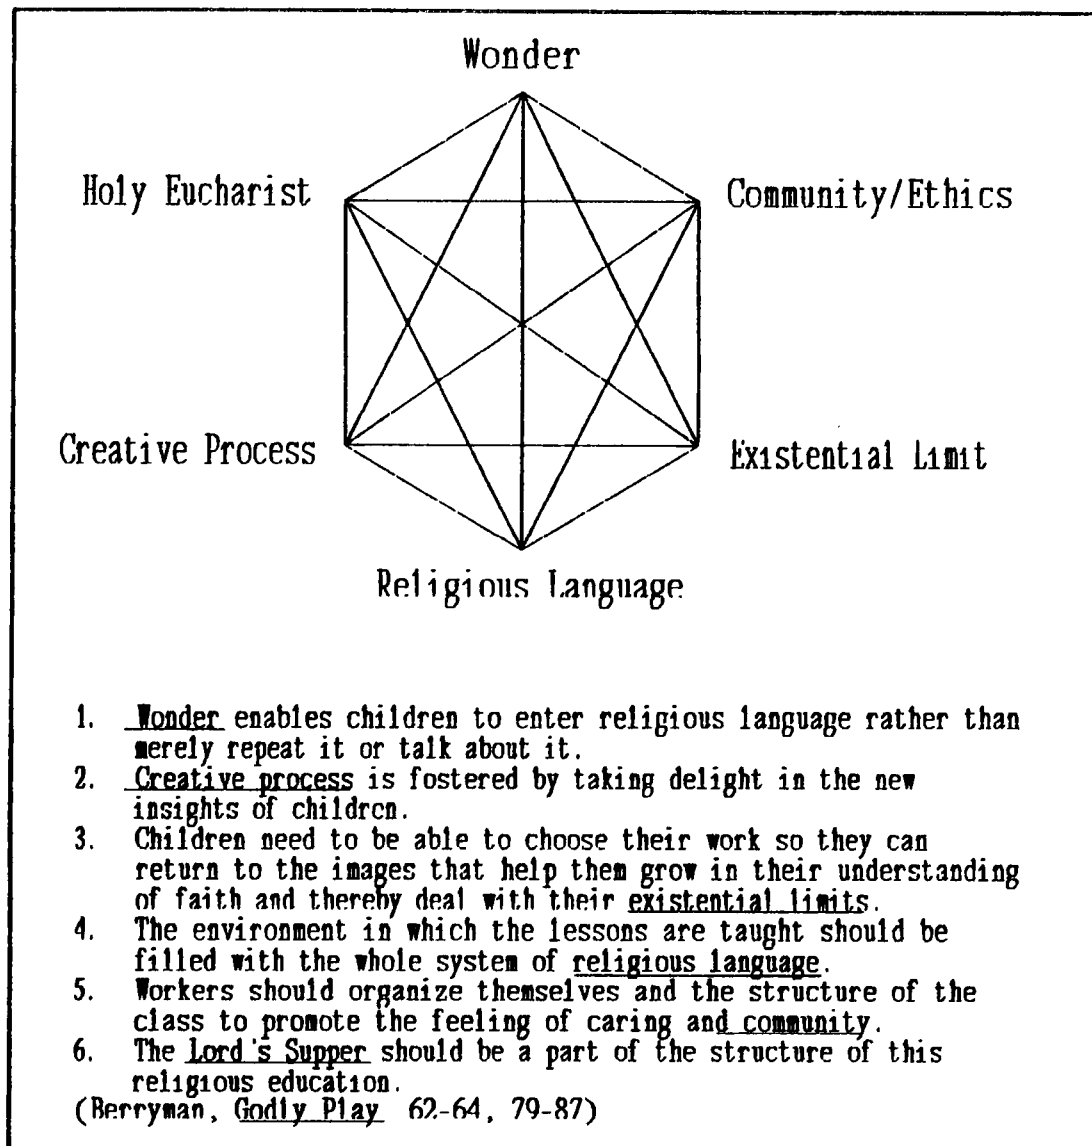 Wonder
Holy Eucharist
Community/Ethics
Creative Process
Existential Limit
Religious Language
1. Wonder enables children to enter religious language rather than
merely repeat it or talk about it.
2. Creative process is fostered by taking delight in the new
insights of children.
3. Children need to be able to choose their work so they can
return to the images that help them grow in their understanding
of faith and thereby deal with their existential limits.
4. The environment in which the lessons are taught should be
filled with the whole system of religious language.
5. Workers should organize themselves and the structure of the
class to promote the feeling of caring and community.
6. The Lord's Supper should be a part of the structure of this
religious education.
(Berryman, Godly Play 62-64, 79-87)